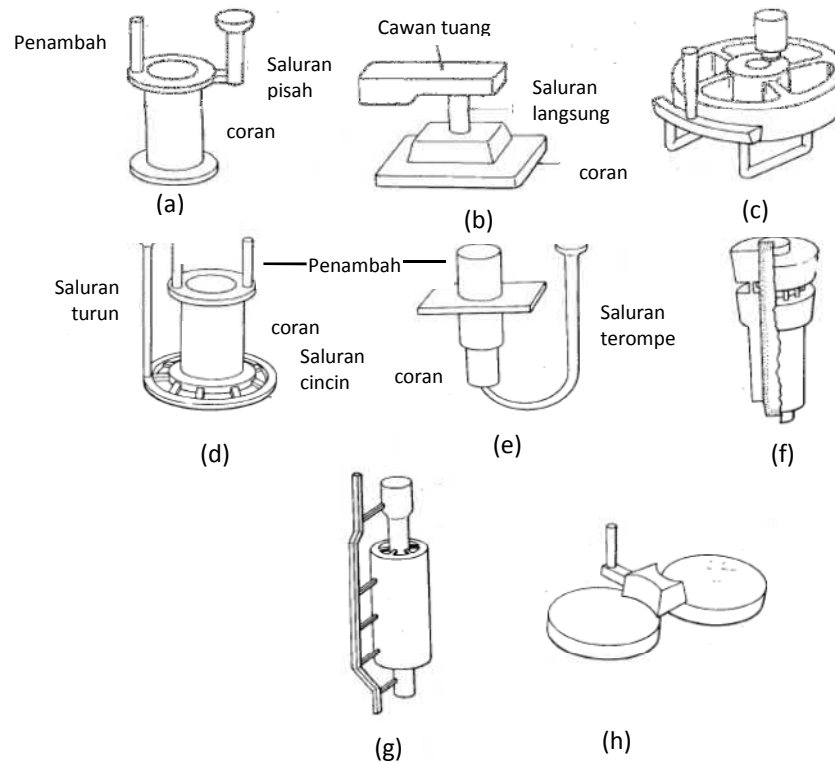 Penambah
Saluran
pisah
coran
(a)
Cawan tuang
Saluran
langsung
coran
(b)
(c)
Saluran
turun
Penambah
coran
Saluran
cincin
(d)
coran
Saluran
terompe
(e)
(f)
(g)
(h)